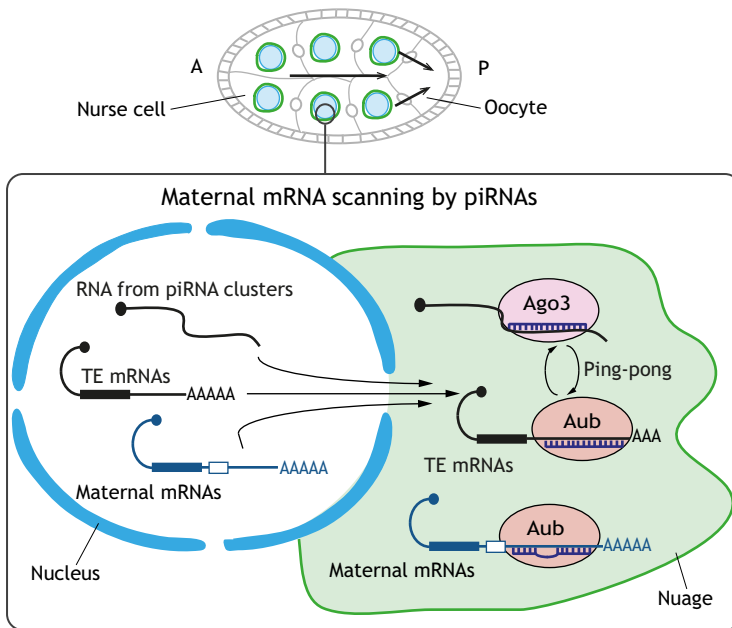 A
P
Nurse cell
Oocyte
Maternal mRNA scanning by piRNAs
RNA from piRNA clusters
Ago3
TE mRNAs
AAAAA
Ping-pong
Aub
AAA
TE mRNAs
AAAAA
Maternal mRNAs
Aub
AAAAA
Maternal mRNAs
Nucleus
Nuage